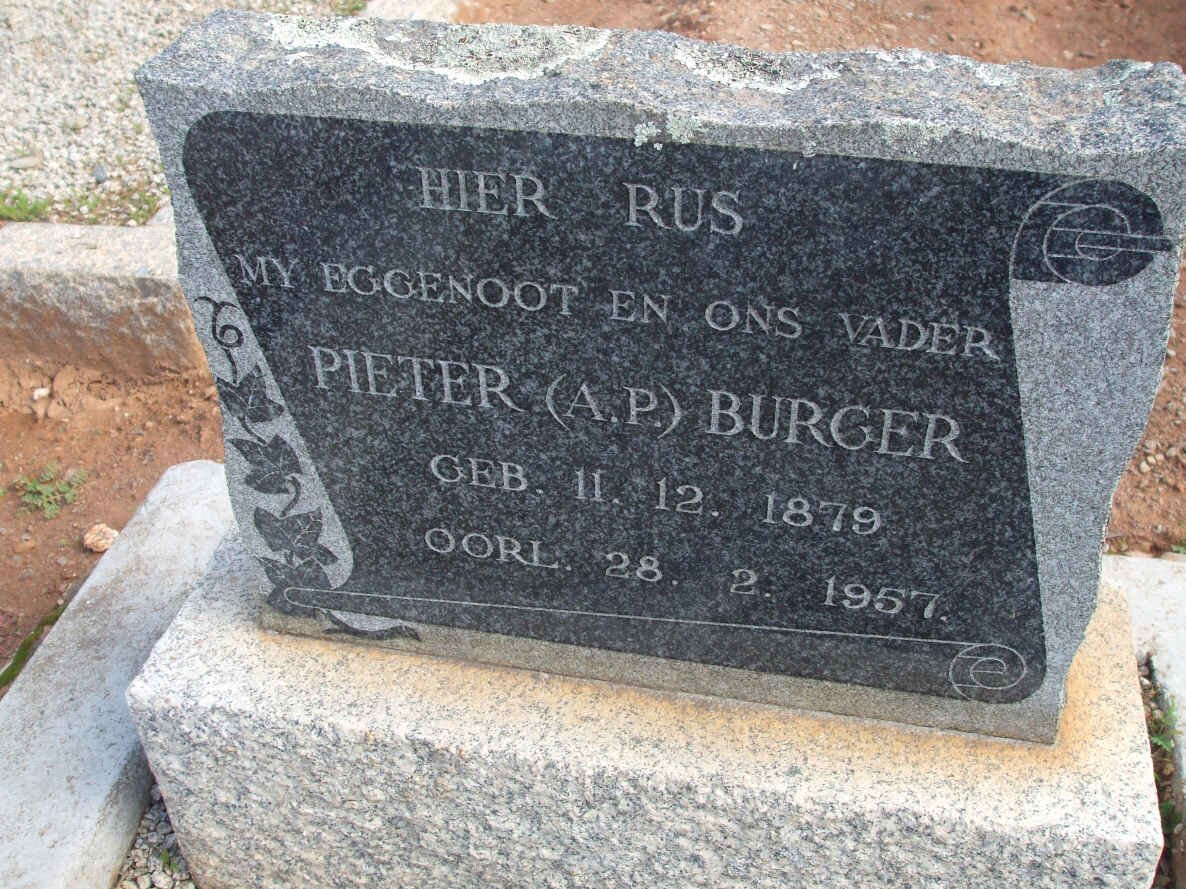 HIER RUS
MY EGGENOOT EN ONS VADER
PIETER (A.P.) BURGER
GEB. 11. 12. 1879
OORL. 28. 2. 1957.